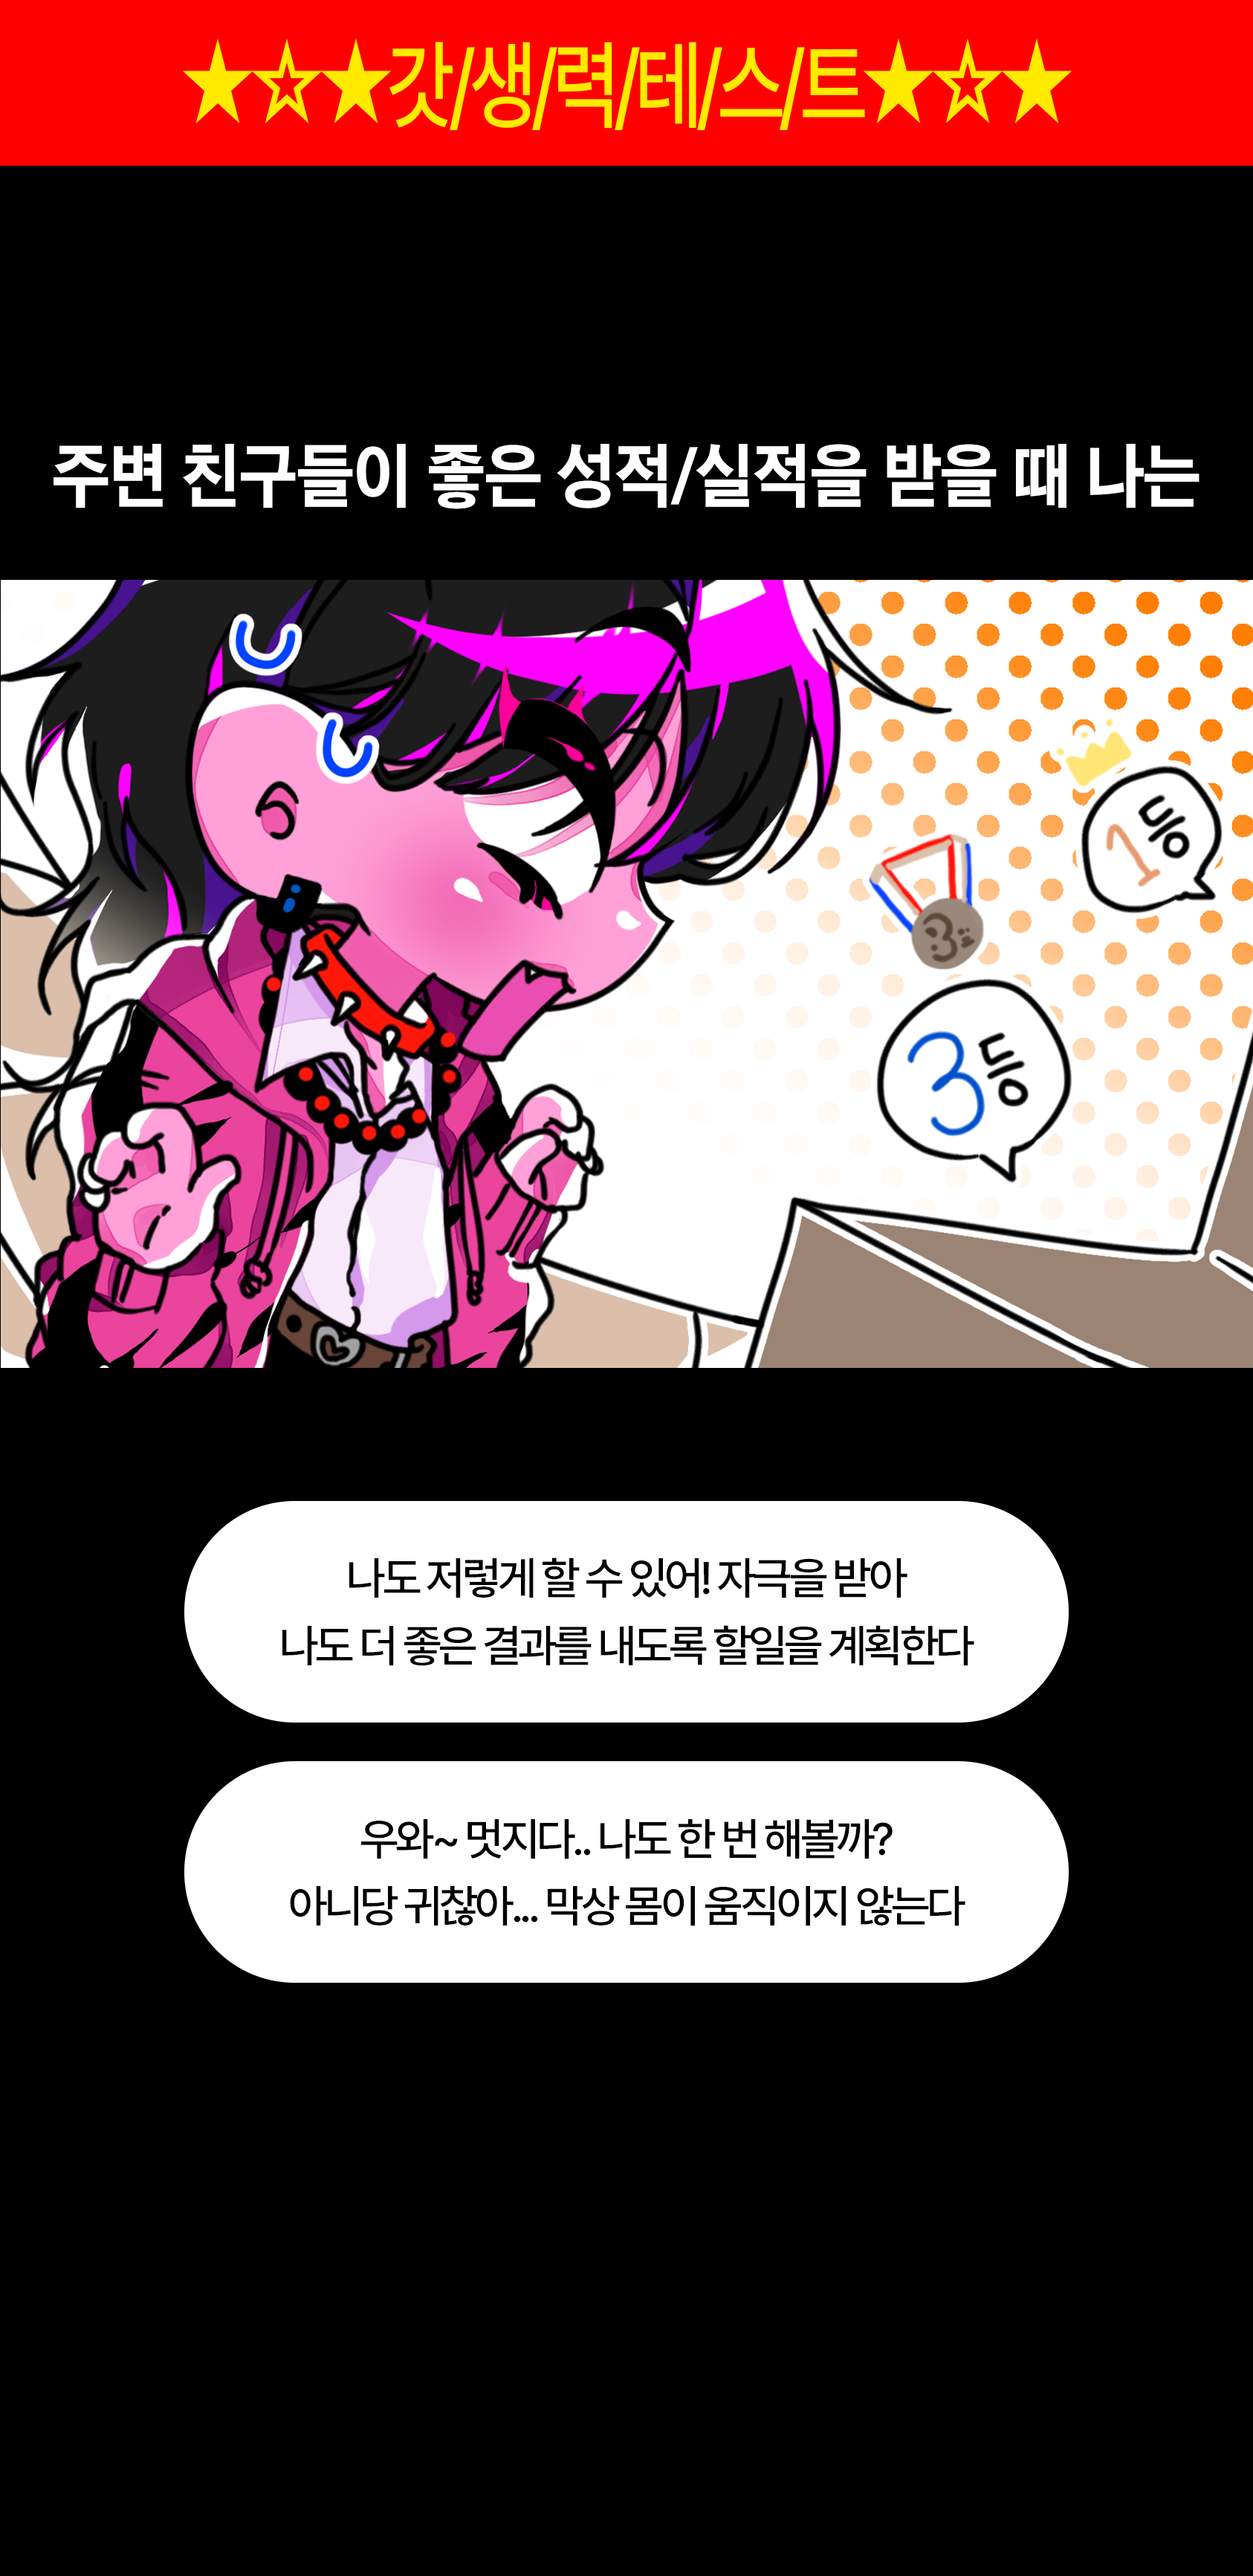 ★☆★갓/생/력/테/스/트★☆★
주변 친구들이 좋은 성적/실적을 받을 때 나는
1등
3
3등
나도 저렇게 할 수 있어! 자극을 받아
나도 더 좋은 결과를 내도록 할일을 계획한다
우와~ 멋지다.. 나도 한 번 해볼까?
아니당 귀찮아... 막상 몸이 움직이지 않는다